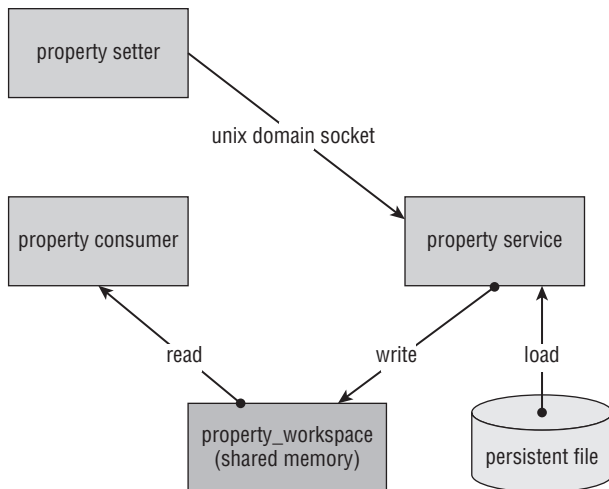 property setter
unix domain socket
property consumer
property service
read
write
load
property_workspace
(shared memory)
persistent file